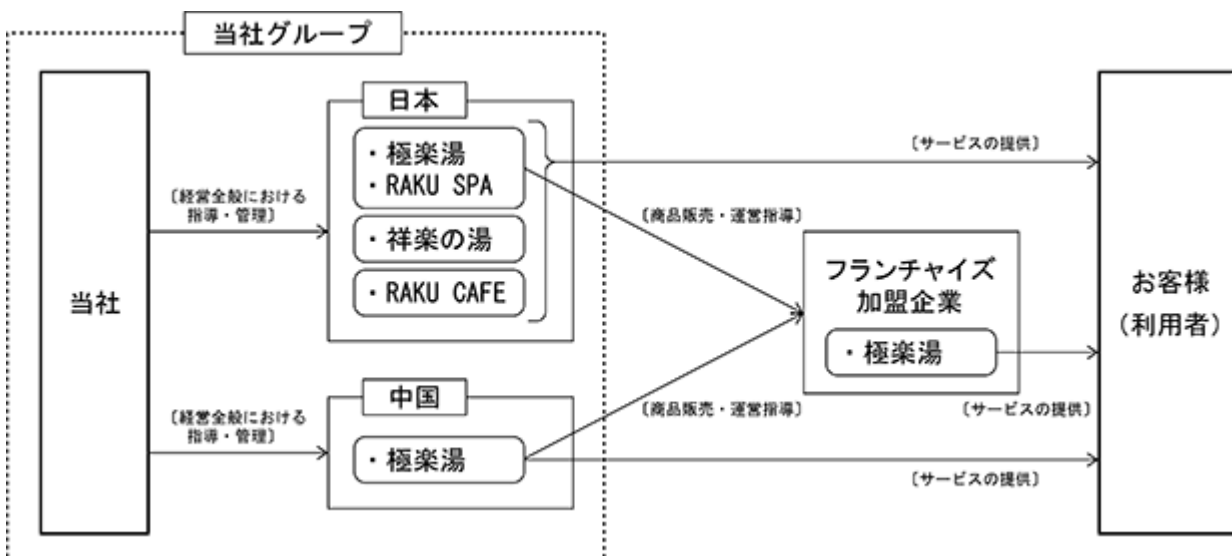 当社グループ
当社
〔経営全般における
指導・管理〕
日本
・極楽湯
・RAKU SPA
・祥楽の湯
・RAKU CAFE
〔経営全般における
指導・管理〕
中国
・極楽湯
〔サービスの提供〕
〔商品販売・運営指導〕
フランチャイズ
加盟企業
・極楽湯
〔商品販売・運営指導〕
〔サービスの提供〕
〔サービスの提供〕
お客様
（利用者）